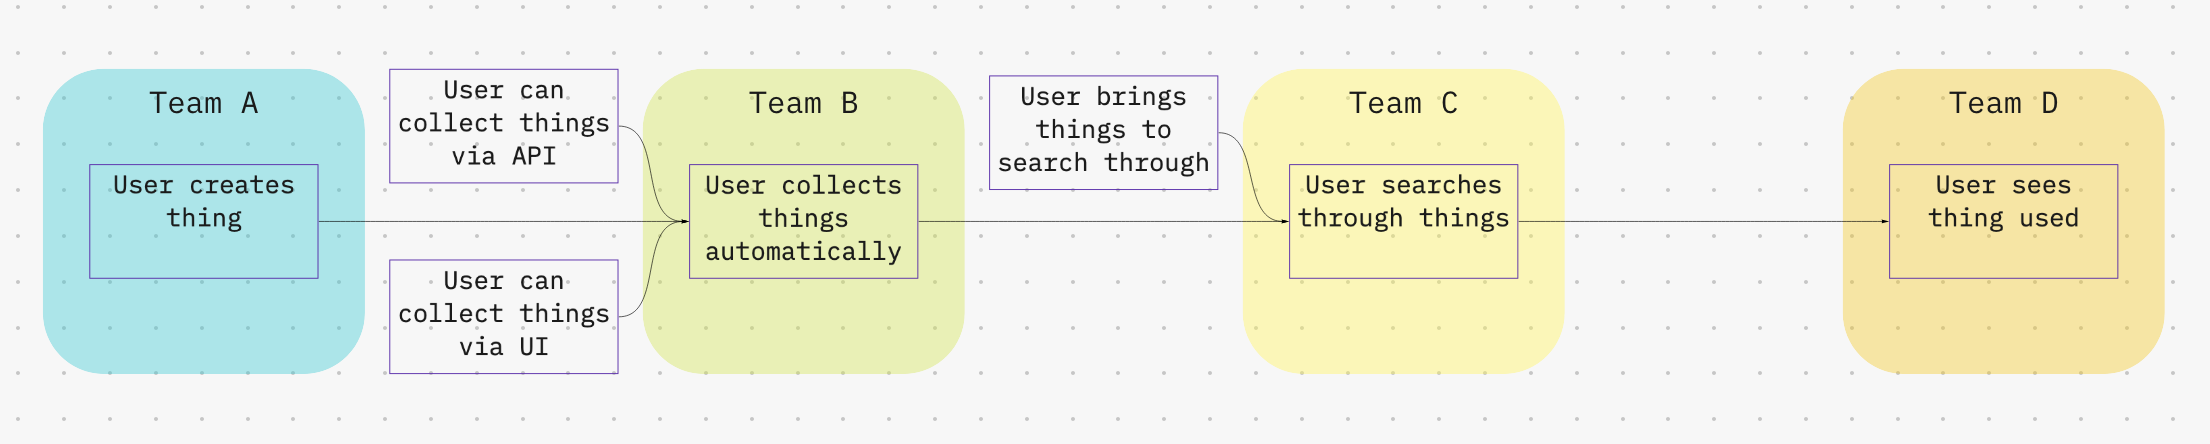 Team A
User creates
thing
User can
collect things
via API
User can
collect things
via UI
Team B
User collects
things
automatically
User brings
things to
search through
Team C
User searches
through things
Team D
User sees
thing used